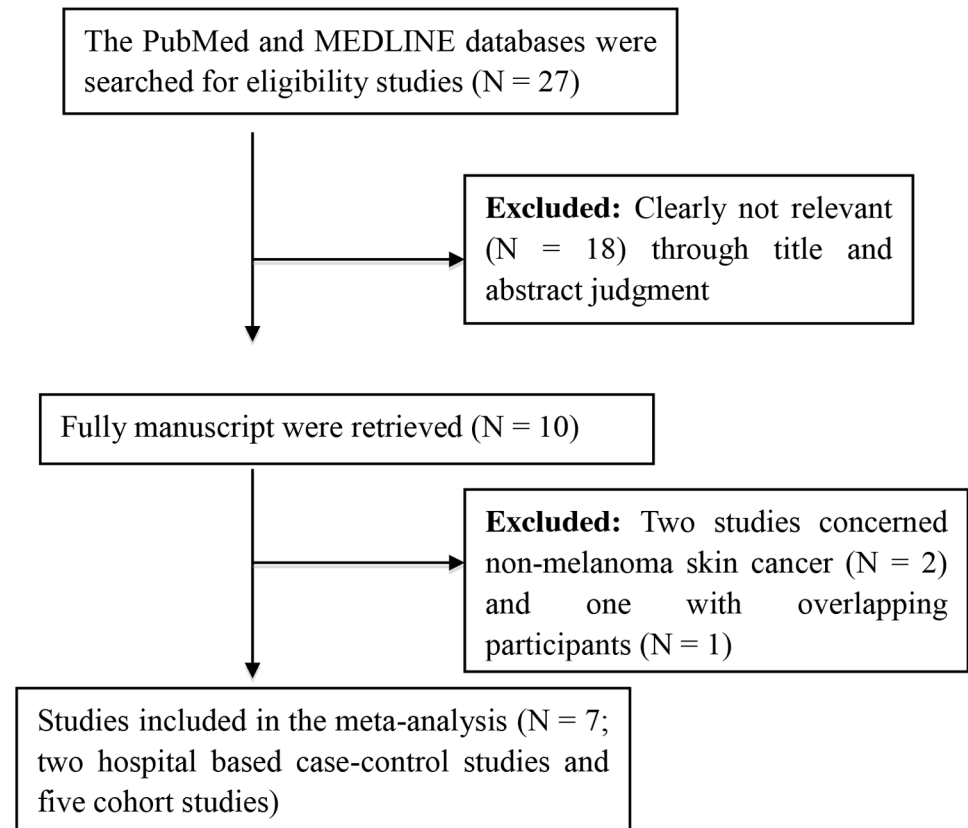 The PubMed and MEDLINE databases were
searched for eligibility studies (N = 27)
Excluded: Clearly not relevant
(N = 18) through title and
abstract judgment
Fully manuscript were retrieved (N = 10)
Excluded: Two studies concerned
non-melanoma skin cancer (N = 2)
and one with overlapping
participants (N = 1)
Studies included in the meta-analysis (N = 7;
two hospital based case-control studies and
five cohort studies)